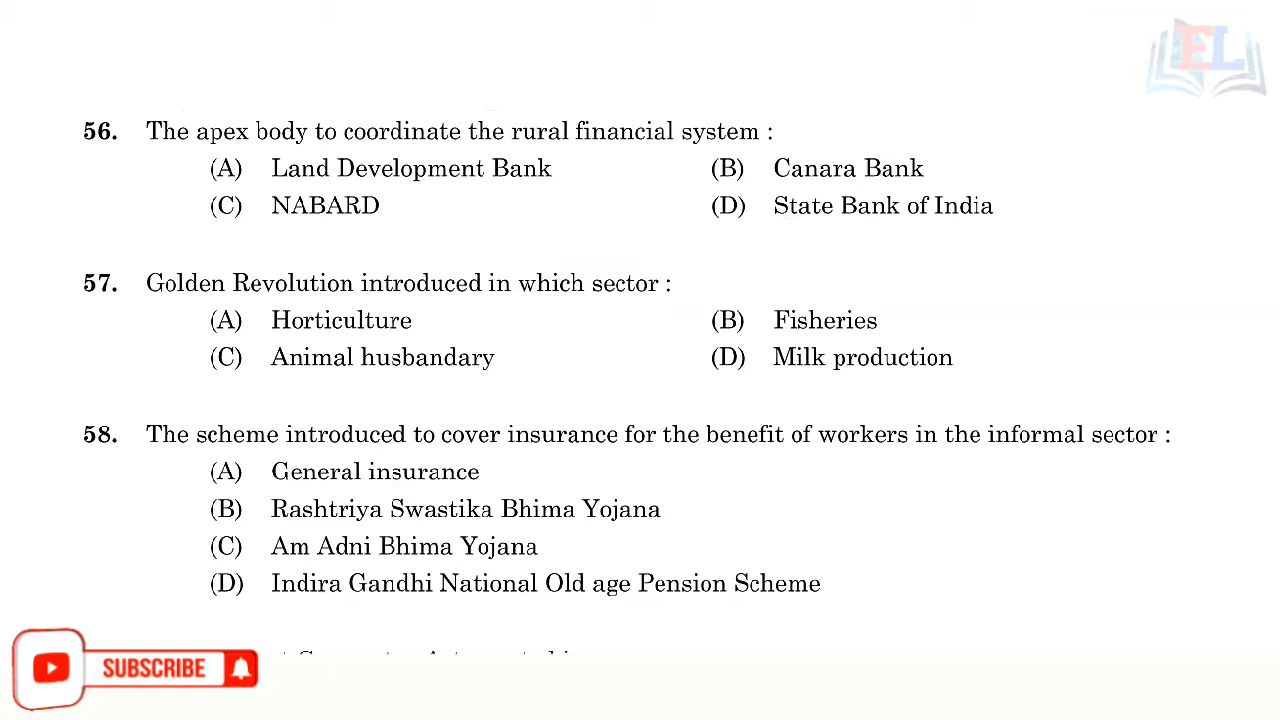 EL
56. The apex body to coordinate the rural financial system :
(A) Land Development Bank (B) Canara Bank
(C) NABARD (D) State Bank of India
57. Golden Revolution introduced in which sector :
(A) Horticulture (B) Fisheries
(C) Animal husbandary (D) Milk production
58. The scheme introduced to cover insurance for the benefit of workers in the informal sector :
(A) General insurance
(B) Rashtriya Swastika Bhima Yojana
(C) Am Adni Bhima Yojana
(D) Indira Gandhi National Old age Pension Scheme
SUBSCRIBE